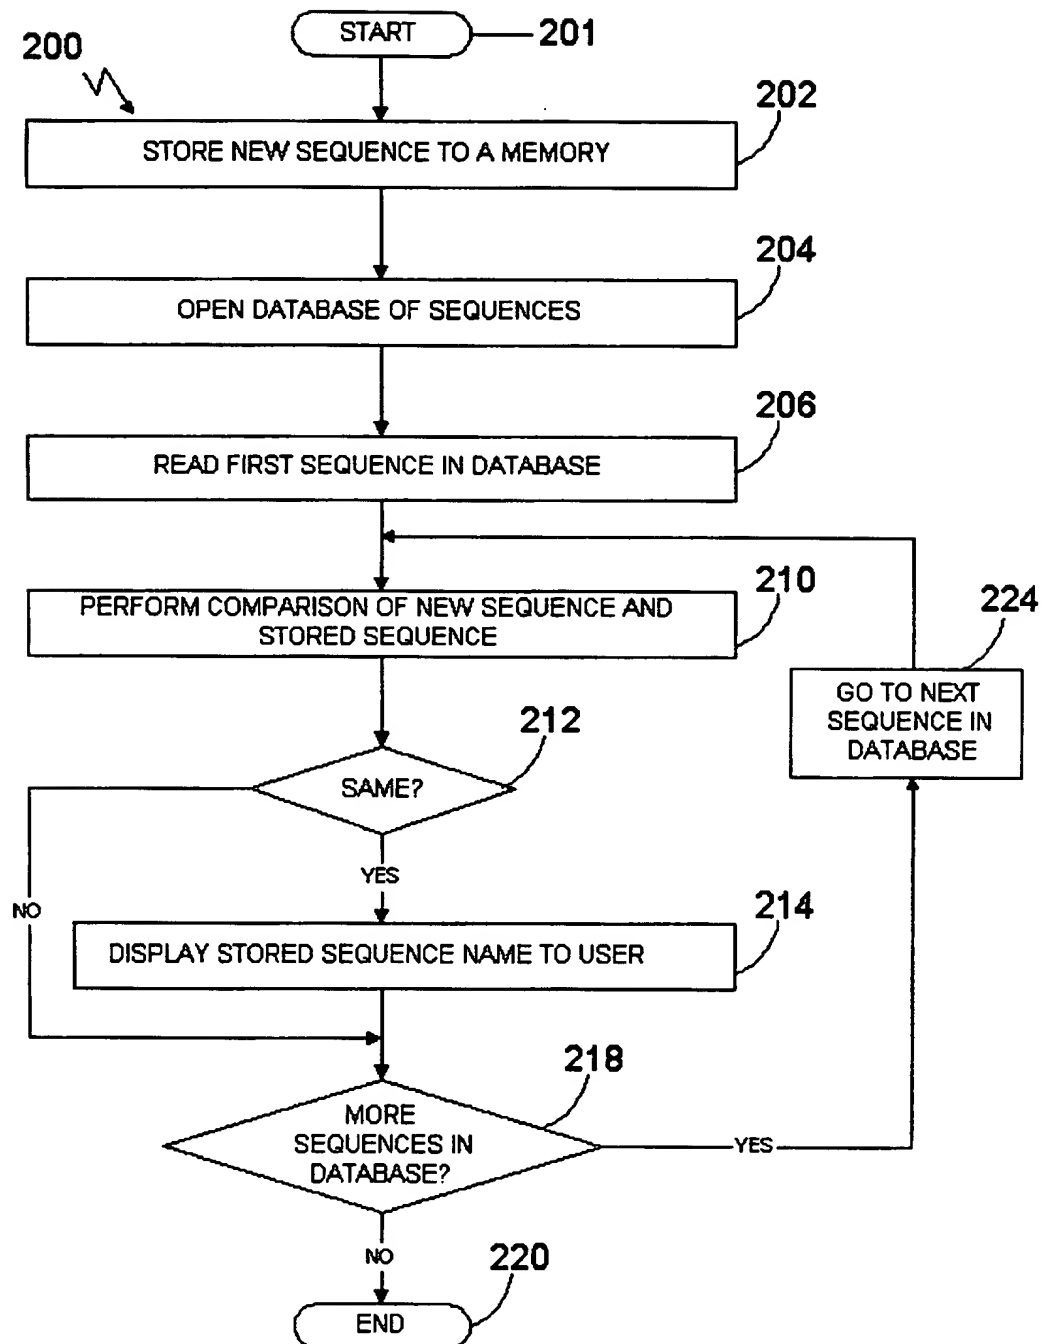 START
201
200
202
STORE NEW SEQUENCE TO A MEMORY
204
OPEN DATABASE OF SEQUENCES
206
READ FIRST SEQUENCE IN DATABASE
210
PERFORM COMPARISON OF NEW SEQUENCE AND
STORED SEQUENCE
224
GO TO NEXT
SEQUENCE IN
DATABASE
212
SAME?
YES
NO
214
DISPLAY STORED SEQUENCE NAME TO USER
218
MORE
SEQUENCES IN
DATABASE?
YES
NO
220
END